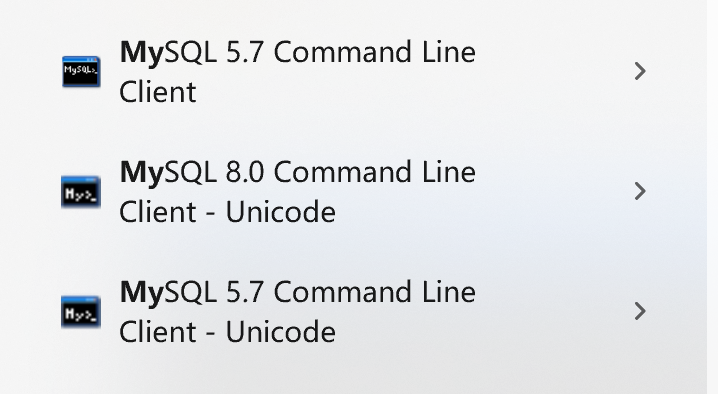 MySQL 5.7 Command Line
Client
MySQL 8.0 Command Line
Client - Unicode
MySQL 5.7 Command Line
Client - Unicode